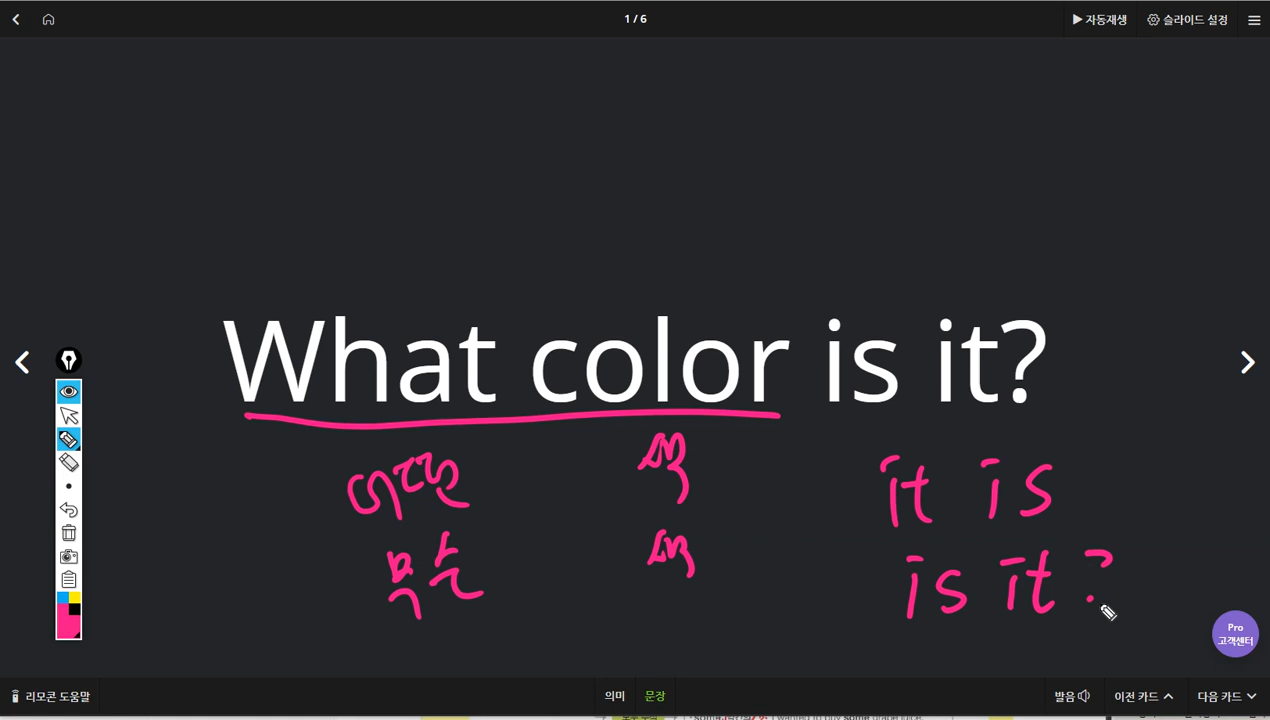 1 / 6
자동재생
슬라이드 설정
What color is it?
어떤 색
it is
무슨 색
is it ?
Pro
고객센터
리모콘 도움말
의미
문장
발음
이전 카드
다음 카드